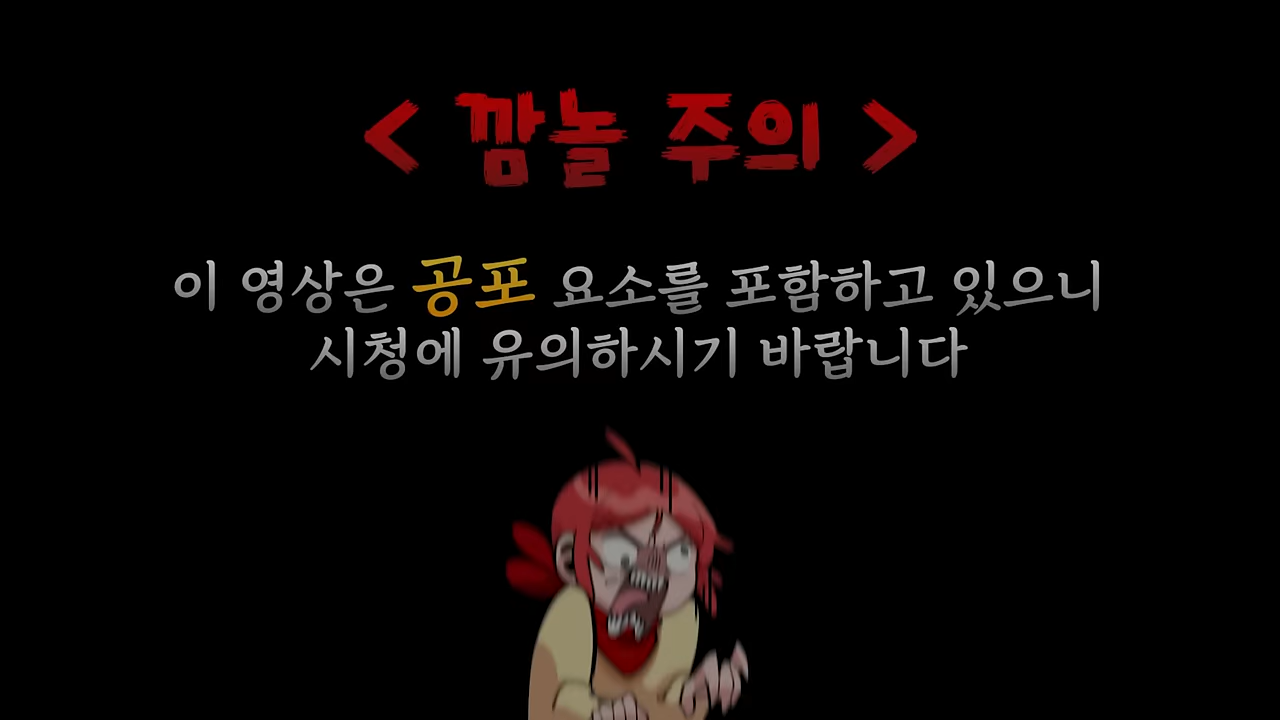 < 깜놀 주의 >
이 영상은 공포 요소를 포함하고 있으니
시청에 유의하시기 바랍니다